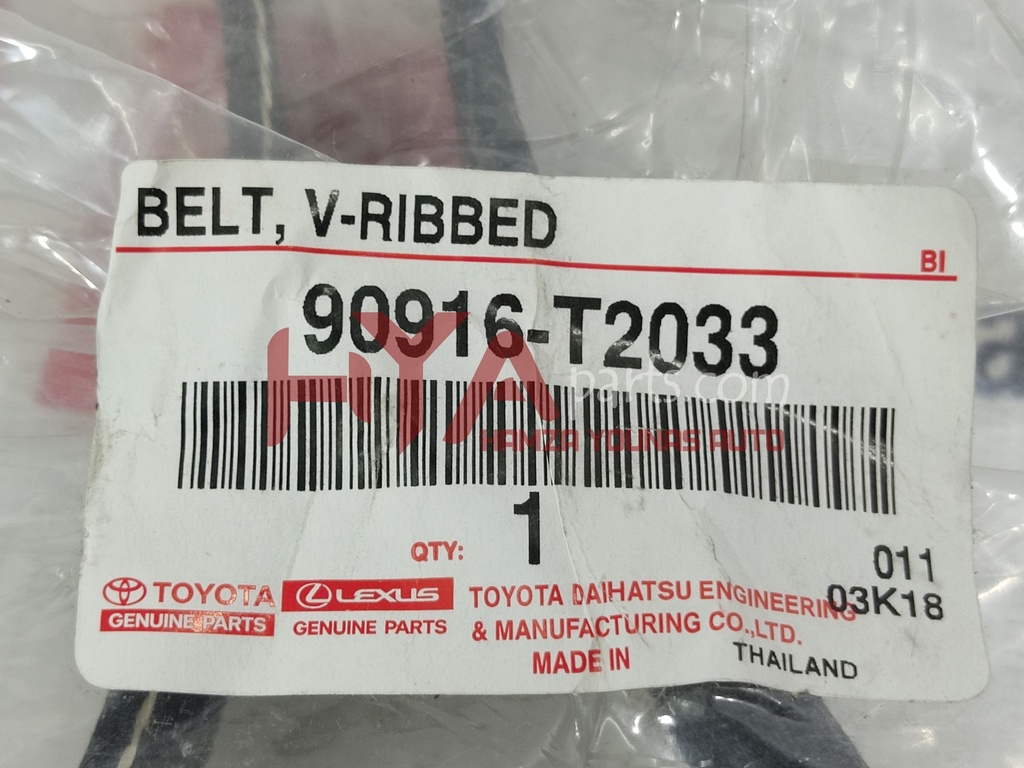 BELT, V-RIBBED
BI
90916-T2033
HYA parts.com
HAMZA YOUNAS AUTO
1
QTY:
011
03K18
TOYOTA
GENUINE PARTS
LEXUS
GENUINE PARTS
TOYOTA DAIHATSU ENGINEERING
& MANUFACTURING CO.,LTD.
MADE IN THAILAND